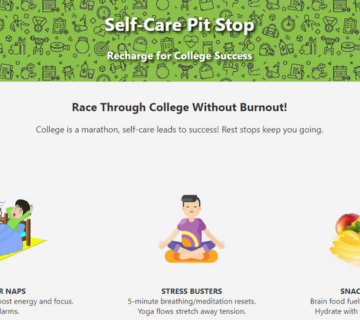 Self-Care Pit Stop
Recharge for College Success
Race Through College Without Burnout!
College is a marathon, self-care leads to success! Rest stops keep you going.
R NAPS
ost energy and focus.
larms.
STRESS BUSTERS
5-minute breathing/meditation resets.
Yoga flows stretch away tension.
SNAC
Brain food fuel
Hydrate with